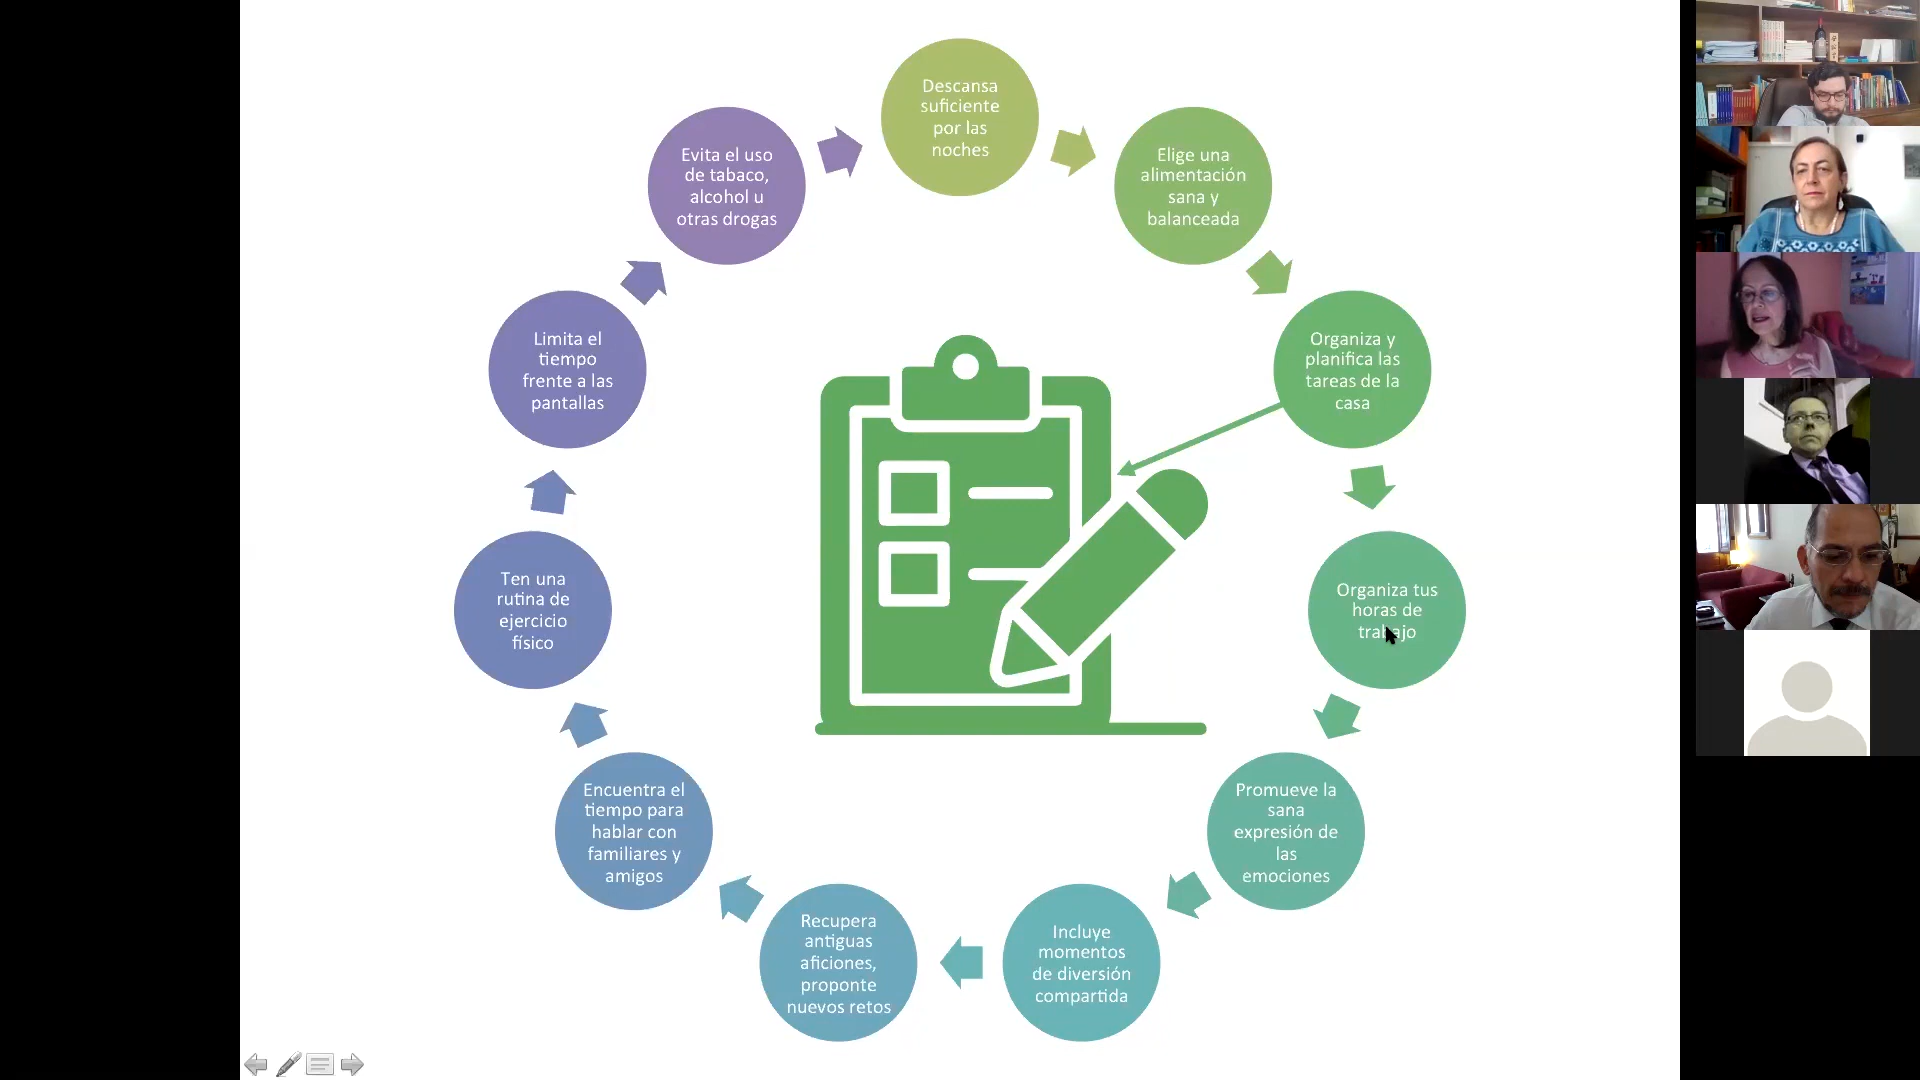 Descansa
suficiente
por las
noches
Elige una
alimentación
sana y
balanceada
Organiza y
planifica las
tareas de la
casa
Organiza tus
horas de
trabajo
Promueve la
sana
expresión de
las
emociones
Incluye
momentos
de diversión
compartida
Recupera
antiguas
aficiones,
proponte
nuevos retos
Encuentra el
tiempo para
hablar con
familiares y
amigos
Ten una
rutina de
ejercicio
físico
Limita el
tiempo
frente a las
pantallas
Evita el uso
de tabaco,
alcohol u
otras drogas